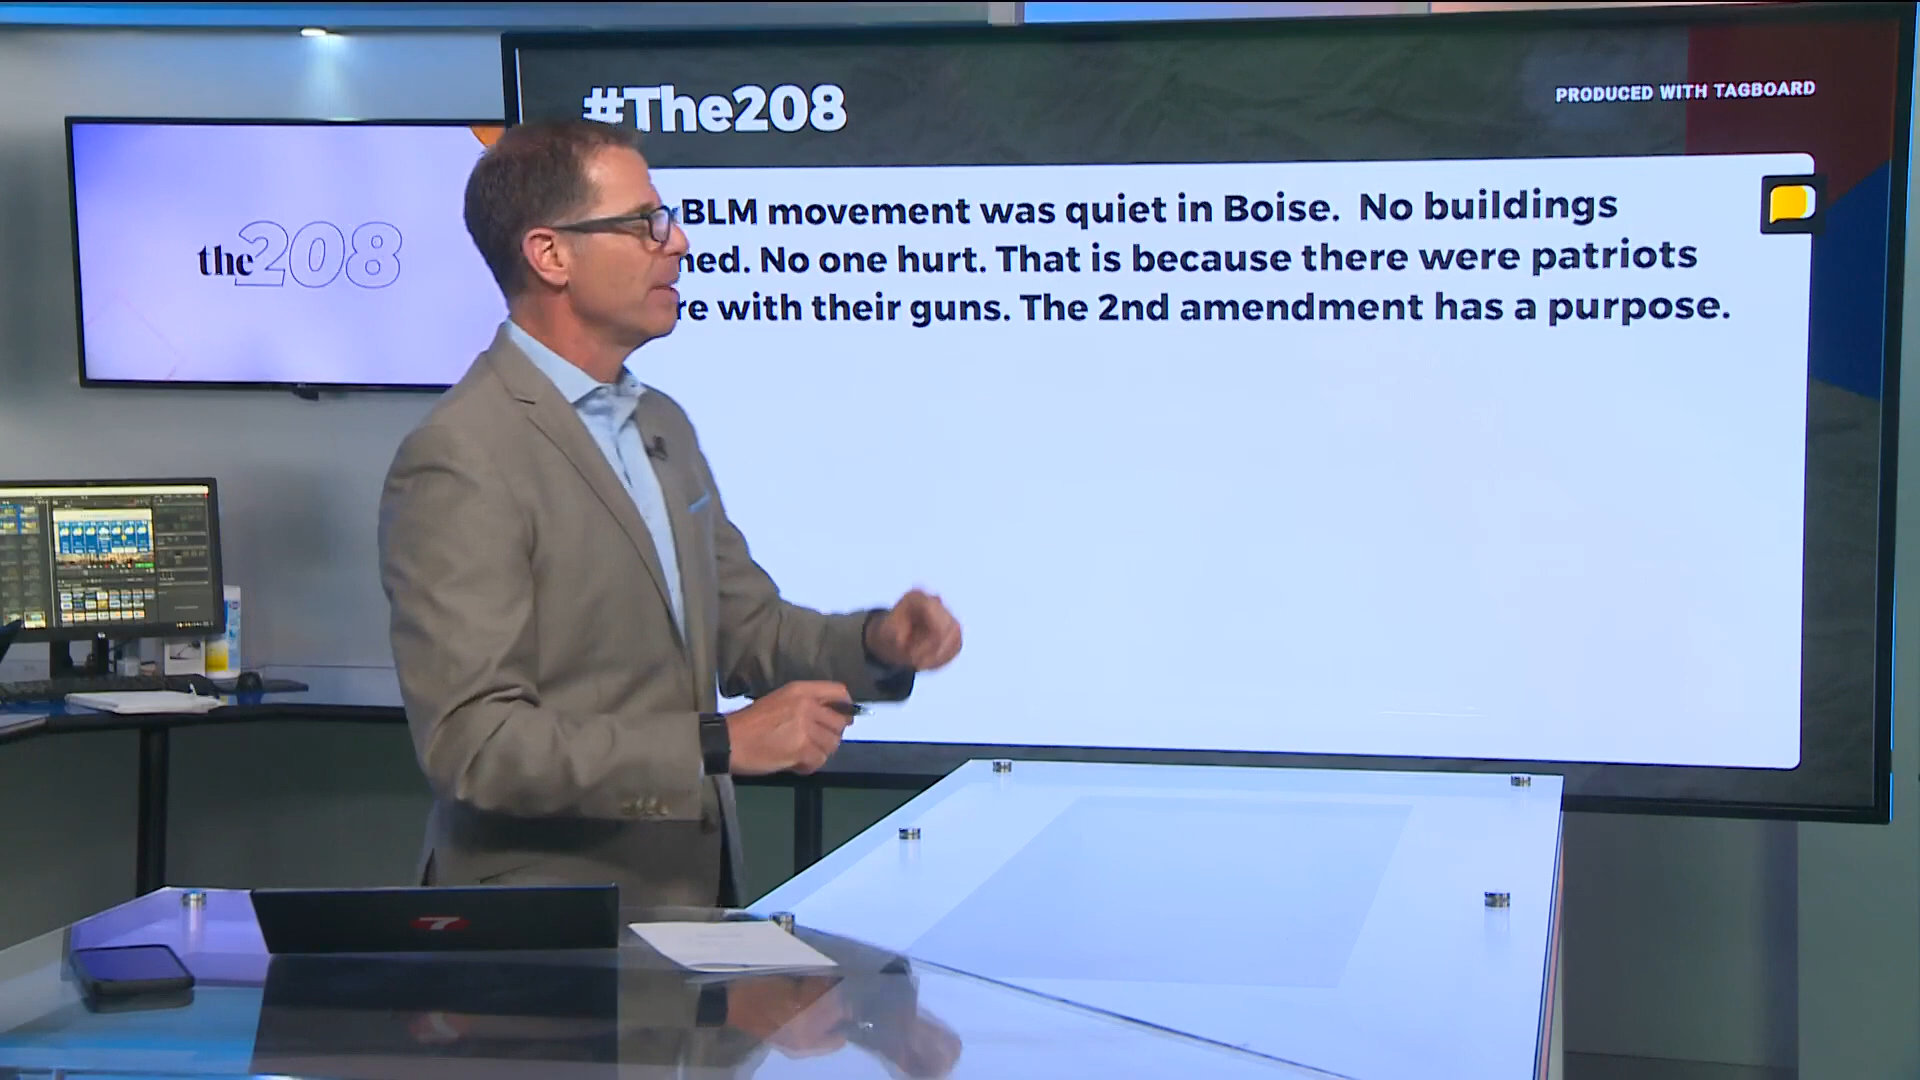 #The208
PRODUCED WITH TAGBOARD
BLM movement was quiet in Boise. No buildings
ned. No one hurt. That is because there were patriots
re with their guns. The 2nd amendment has a purpose.
the208
7